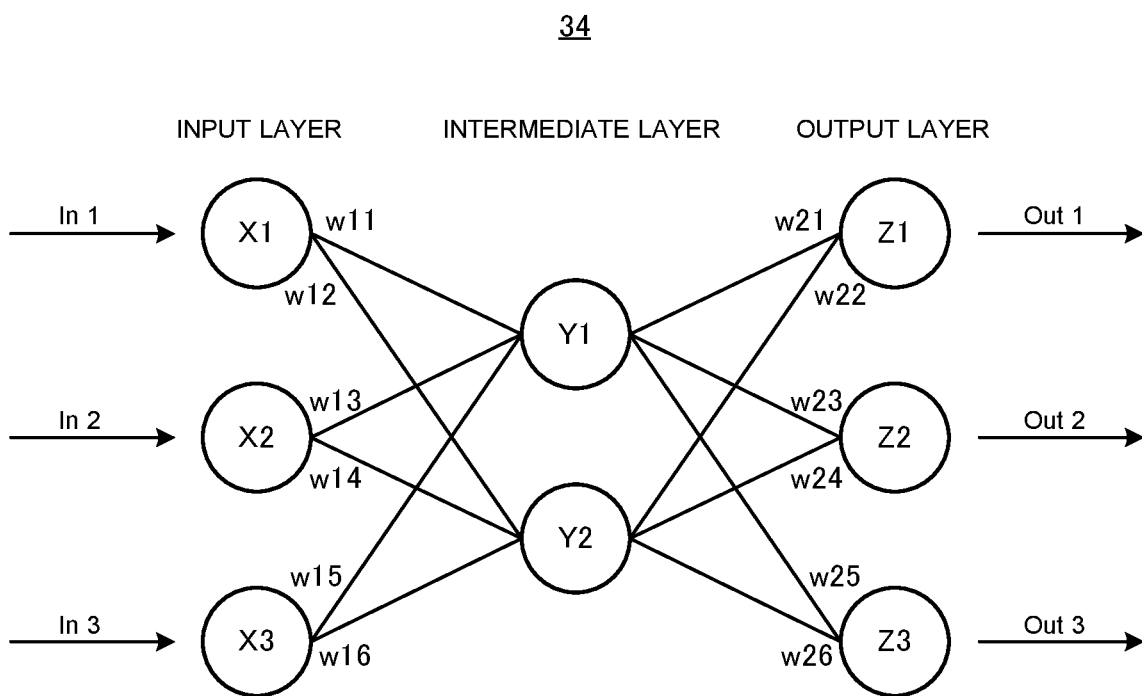 34
INPUT LAYER
INTERMEDIATE LAYER
OUTPUT LAYER
In 1
X1
w11
w12
w21
w22
Z1
Out 1
Y1
In 2
X2
w13
w14
w23
w24
Z2
Out 2
Y2
In 3
X3
w15
w16
w25
w26
Z3
Out 3